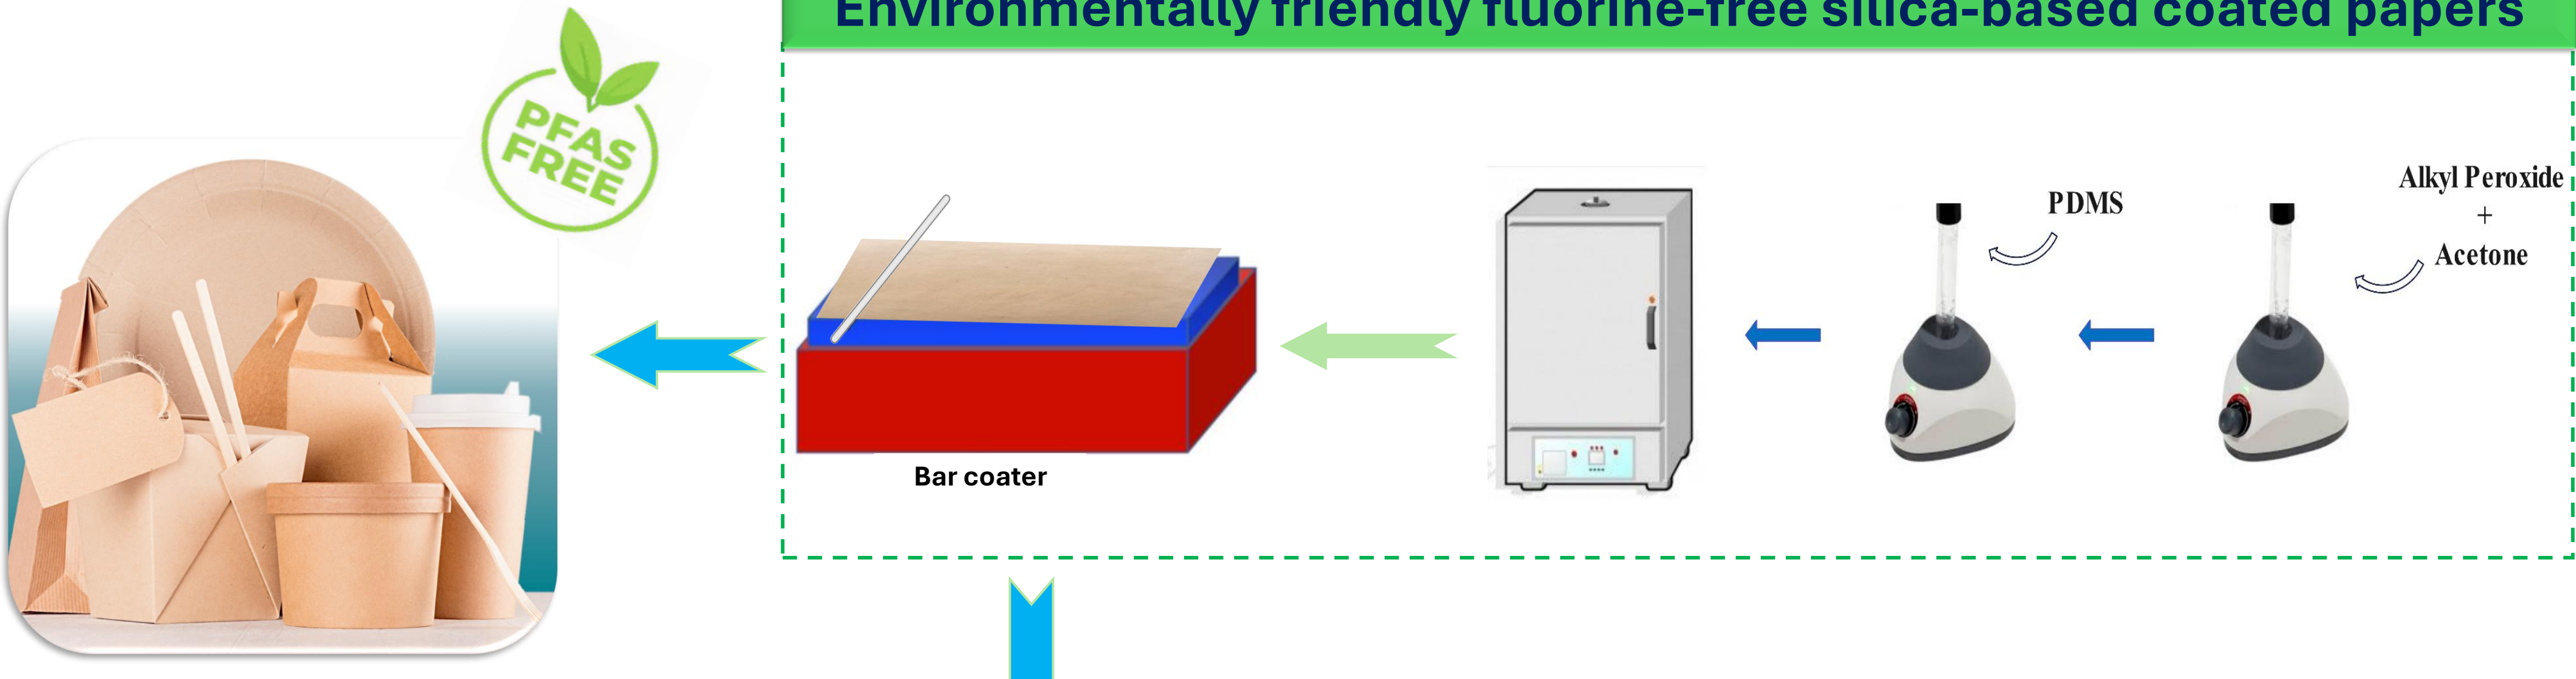 Environmentally friendly fluorine-free silica-based coated papers
PFAS
FREE
Alkyl Peroxide
+
Acetone
PDMS
Bar coater